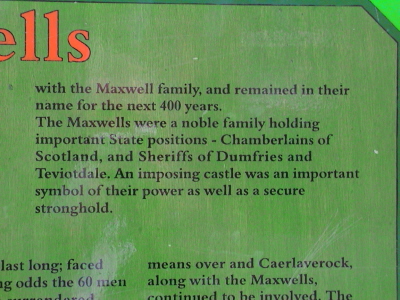 ells
with the Maxwell family, and remained in their
name for the next 400 years.
The Maxwells were a noble family holding
important State positions - Chamberlains of
Scotland, and Sheriffs of Dumfries and
Teviotdale. An imposing castle was an important
symbol of their power as well as a secure
stronghold.
last long; faced
ng odds the 60 men
surrendered
means over and Caerlaverock,
along with the Maxwells,
continued to be involved. The